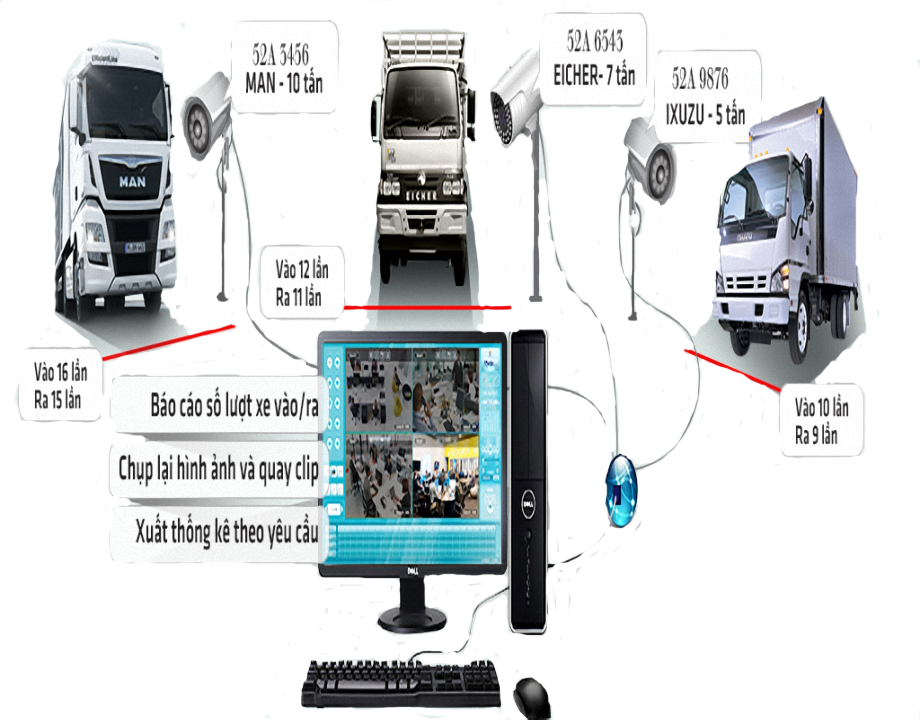 52A 3456
MAN - 10 tấn
52A 6543
EICHER- 7 tấn
52A 9876
IXUZU - 5 tấn
MAN
EICHER
ISUZU
Vào 12 lần
Ra 11 lần
Vào 16 lần
Ra 15 lần
Vào 10 lần
Ra 9 lần
Báo cáo số lượt xe vào/ra
Chụp lại hình ảnh và quay clip
Xuất thống kê theo yêu cầu
DELL
DELL